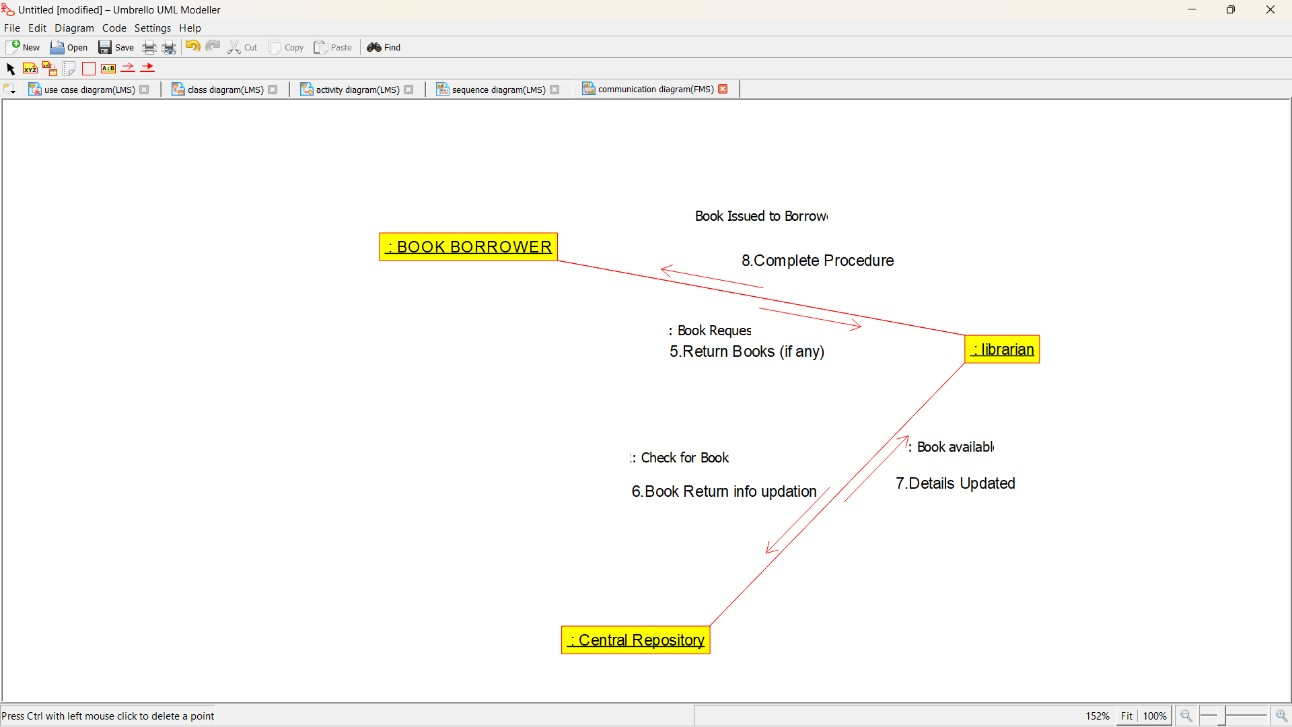 Untitled [modified] – Umbrello UML Modeller
File Edit Diagram Code Settings Help
New Open Save Cut Copy Paste Find
XYZ A:B
use case diagram(LMS) class diagram(LMS) activity diagram(LMS) sequence diagram(LMS) communication diagram(FMS)
Book Issued to Borrow
: BOOK BORROWER
8.Complete Procedure
: Book Reques
5.Return Books (if any)
: librarian
: Book availabl
: Check for Book
7.Details Updated
6.Book Return info updation
: Central Repository
Press Ctrl with left mouse click to delete a point
152% Fit 100%